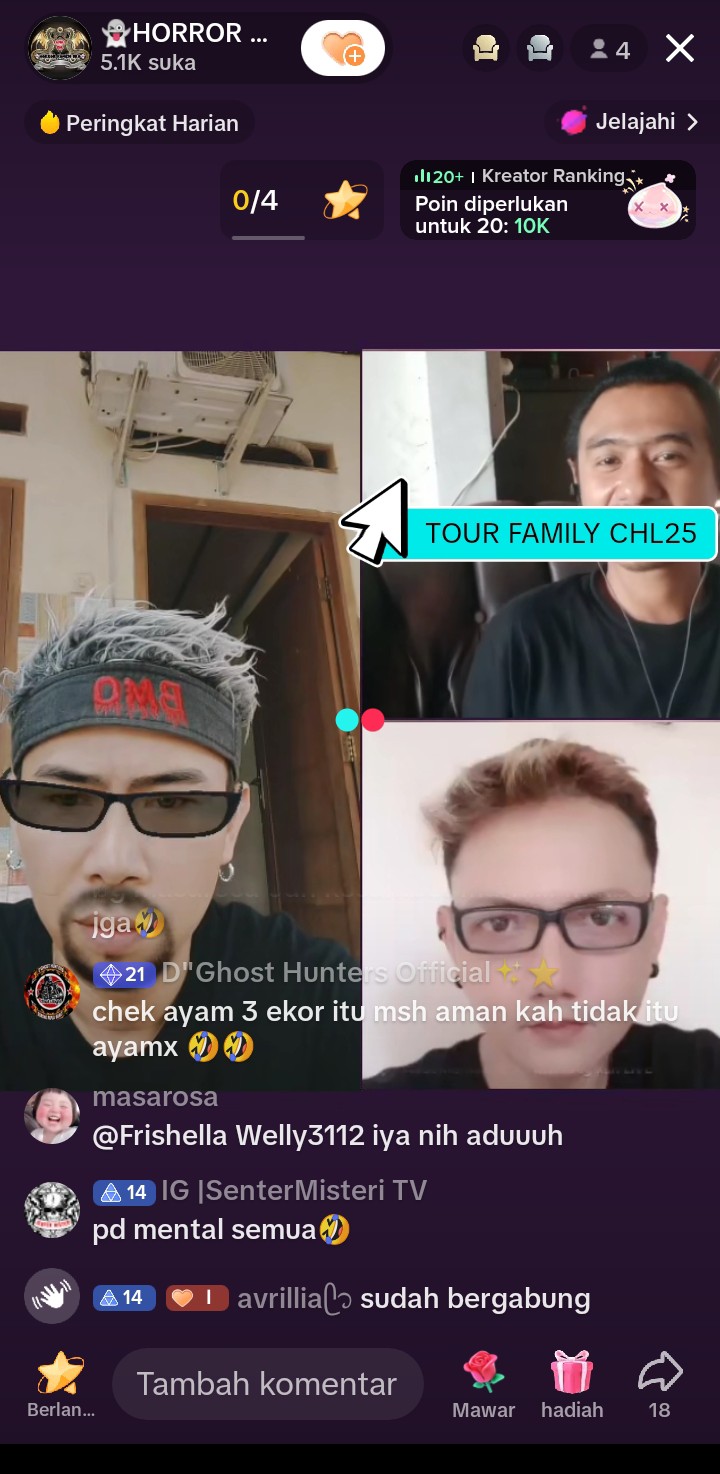 👻HORROR ...
5.1K suka
4
Peringkat Harian
Jelajahi
0/4
20+ | Kreator Ranking
Poin diperlukan
untuk 20: 10K
TOUR FAMILY CHL25
BMO
jga🤣
21 D"Ghost Hunters Official✨⭐
chek ayam 3 ekor itu msh aman kah tidak itu
ayamx 🤣🤣
masarosa
@Frishella Welly3112 iya nih aduuuh
14 IG |SenterMisteri TV
pd mental semua🤣
14 I avrillia sudah bergabung
Berlan...
Tambah komentar
Mawar
hadiah
18